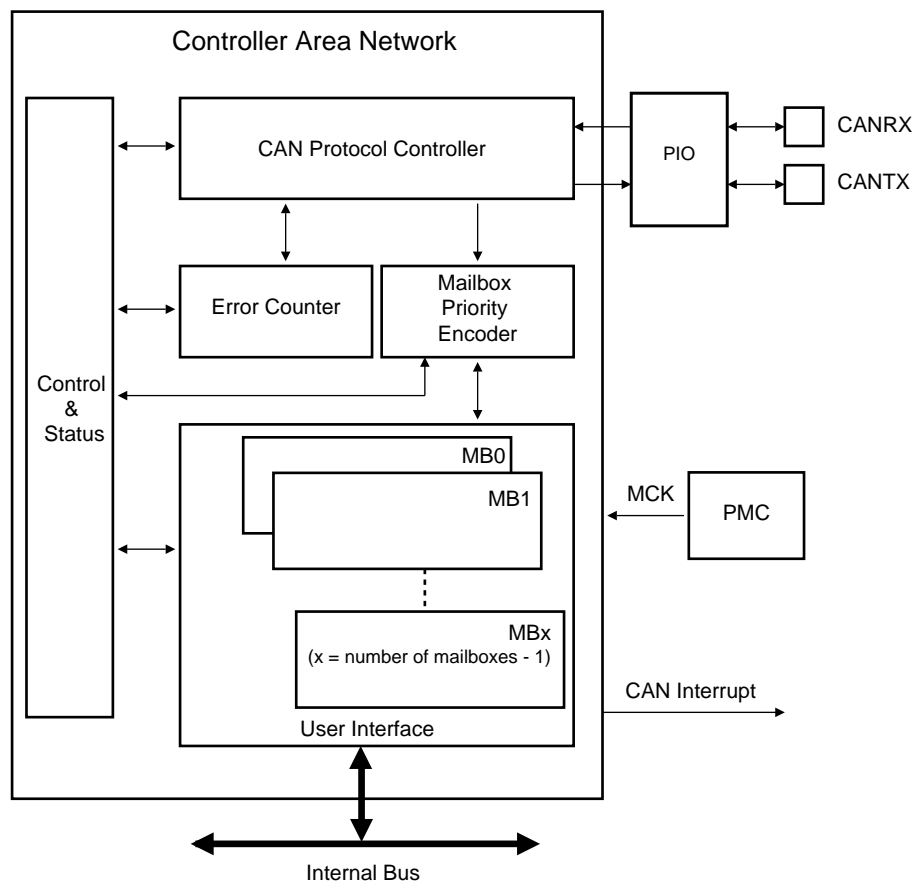 Controller Area Network
CAN Protocol Controller
PIO
CANRX
CANTX
Error Counter
Mailbox
Priority
Encoder
Control
&
Status
MB0
MB1
MCK
PMC
MBx
(x = number of mailboxes - 1)
CAN Interrupt
User Interface
Internal Bus